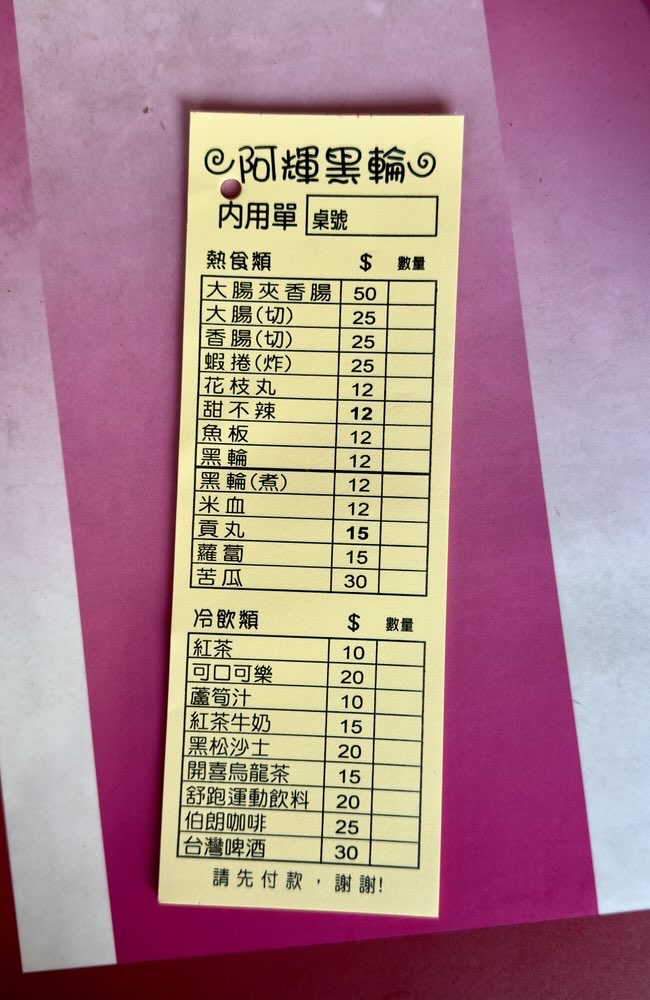 阿輝黑輪
內用單 桌號
熱食類 $ 數量
大腸夾香腸 50
大腸(切) 25
香腸(切) 25
蝦捲(炸) 25
花枝丸 12
甜不辣 12
魚板 12
黑輪 12
黑輪(煮) 12
米血 12
貢丸 15
蘿蔔 15
苦瓜 30
冷飲類 $ 數量
紅茶 10
可口可樂 20
蘆筍汁 10
紅茶牛奶 15
黑松沙士 20
開喜烏龍茶 15
舒跑運動飲料 20
伯朗咖啡 25
台灣啤酒 30
請先付款，謝謝!